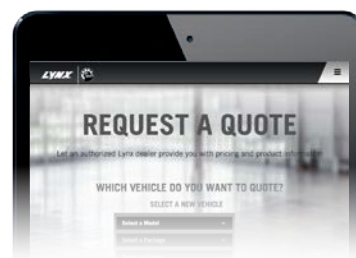 LYNX
REQUEST A QUOTE
Let an authorized Lynx dealer provide you with pricing and product information
WHICH VEHICLE DO YOU WANT TO QUOTE?
SELECT A NEW VEHICLE
Select a Model
Select a Package